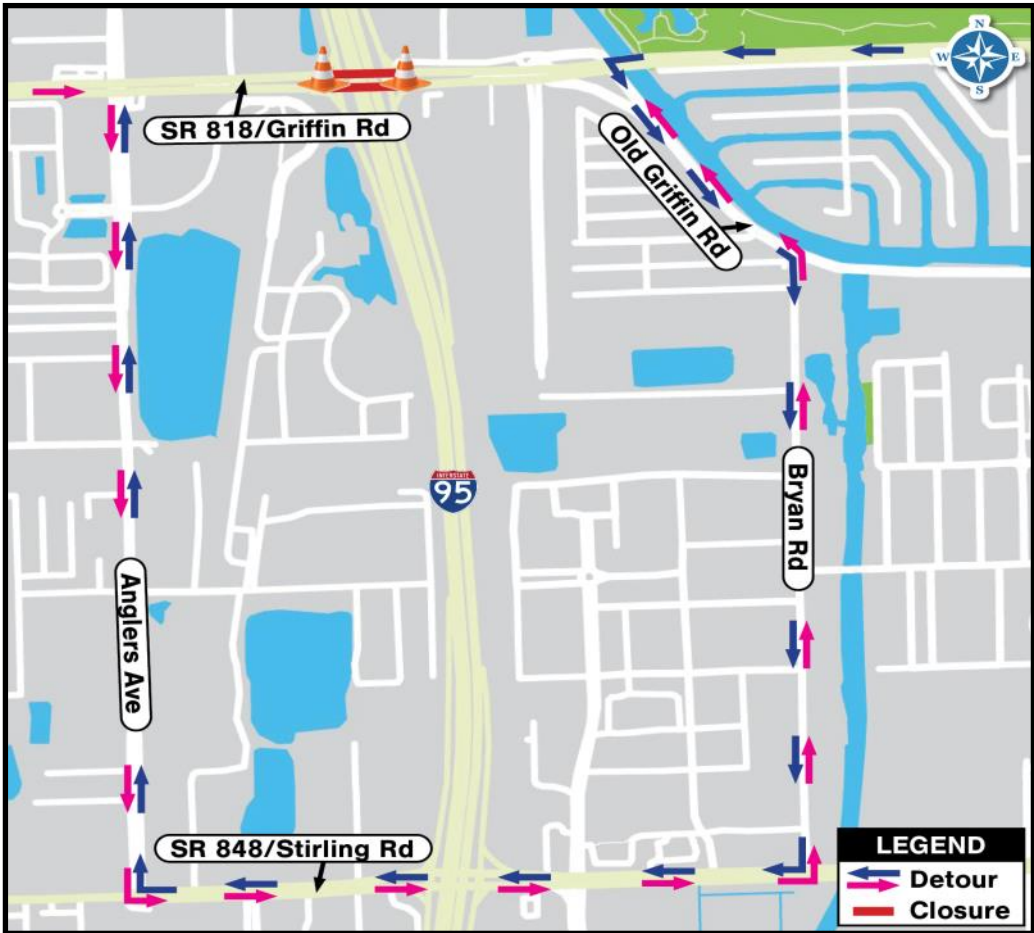 N
W E
S
SR 818/Griffin Rd
Old Griffin Rd
INTERSTATE
95
Bryan Rd
Anglers Ave
SR 848/Stirling Rd
LEGEND
Detour
Closure